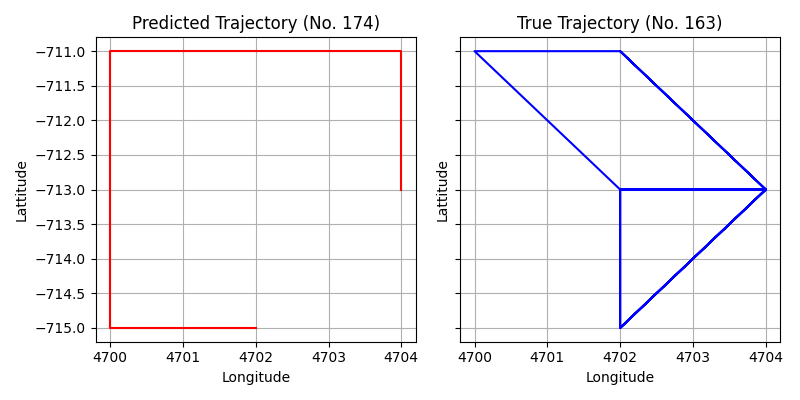 Predicted Trajectory (No. 174)
True Trajectory (No. 163)
Lattitude
−711.0
−711.5
−712.0
−712.5
−713.0
−713.5
−714.0
−714.5
−715.0
4700 4701 4702 4703 4704
Longitude
Lattitude
4700 4701 4702 4703 4704
Longitude